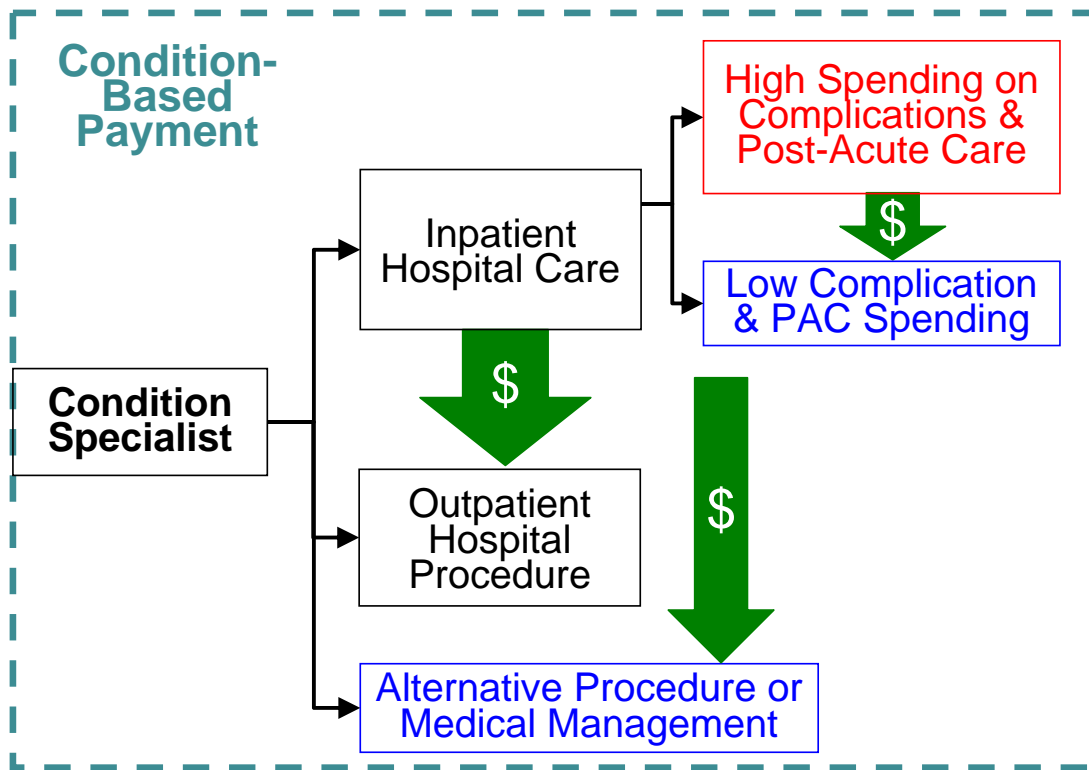 Condition-
Based
Payment
High Spending on
Complications &
Post-Acute Care
$
Inpatient
Hospital Care
Low Complication
& PAC Spending
$
Condition
Specialist
$
Outpatient
Hospital
Procedure
Alternative Procedure or
Medical Management